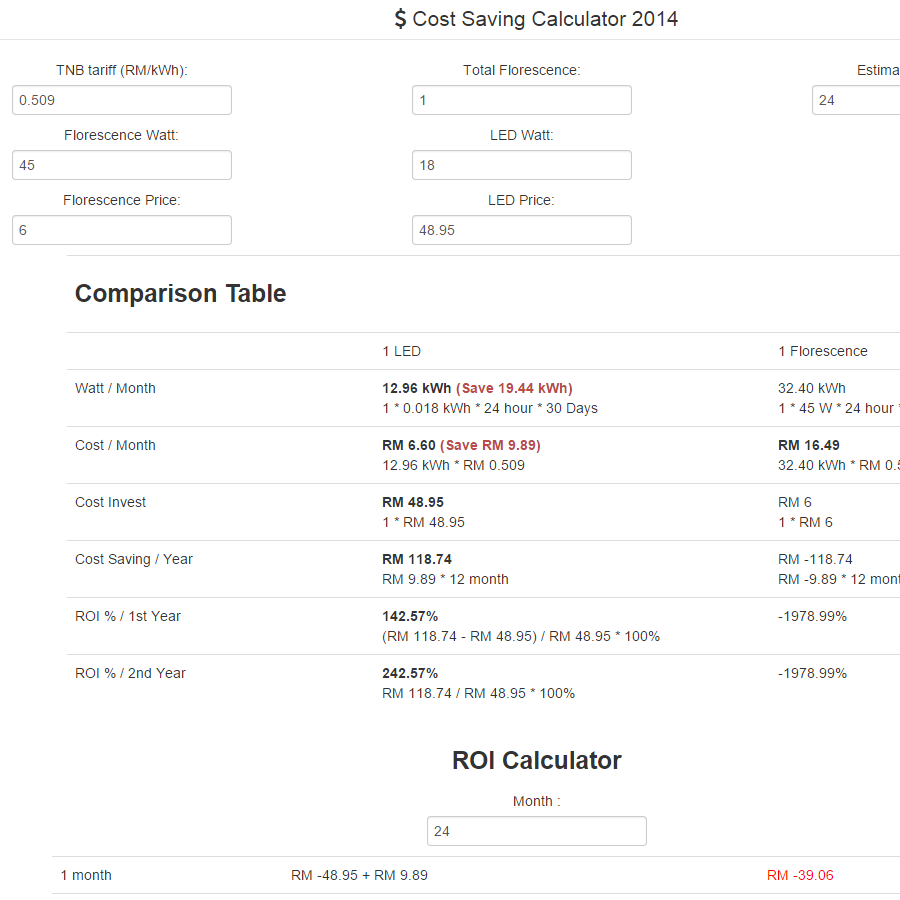 $ Cost Saving Calculator 2014
TNB tariff (RM/kWh): Total Florescence: Estima
0.509 1 24
Florescence Watt: LED Watt:
45 18
Florescence Price: LED Price:
6 48.95
Comparison Table
1 LED 1 Florescence
Watt / Month 12.96 kWh (Save 19.44 kWh) 32.40 kWh
1 * 0.018 kWh * 24 hour * 30 Days 1 * 45 W * 24 hour *
Cost / Month RM 6.60 (Save RM 9.89) RM 16.49
12.96 kWh * RM 0.509 32.40 kWh * RM 0.5
Cost Invest RM 48.95 RM 6
1 * RM 48.95 1 * RM 6
Cost Saving / Year RM 118.74 RM -118.74
RM 9.89 * 12 month RM -9.89 * 12 mont
ROI % / 1st Year 142.57% -1978.99%
(RM 118.74 - RM 48.95) / RM 48.95 * 100%
ROI % / 2nd Year 242.57% -1978.99%
RM 118.74 / RM 48.95 * 100%
ROI Calculator
Month :
24
1 month RM -48.95 + RM 9.89 RM -39.06